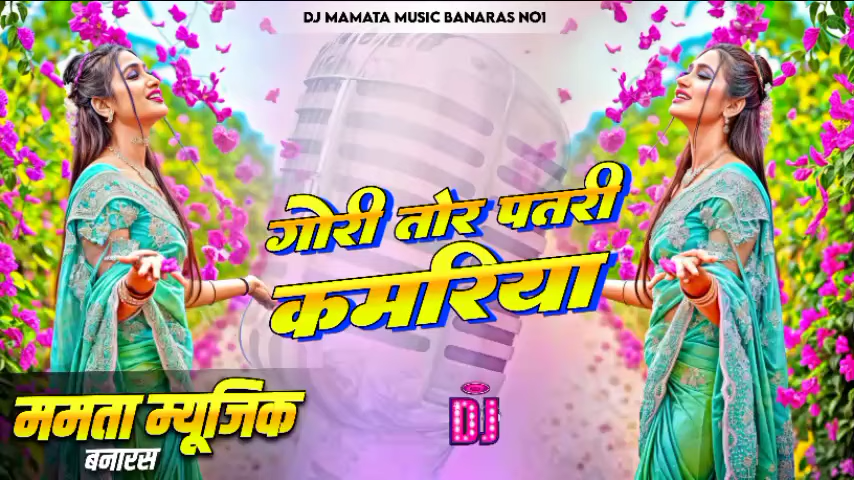 DJ MAMATA MUSIC BANARAS NO1
गोरी तोर पतरी
कमरिया
ममता म्यूजिक
बनारस
DJ